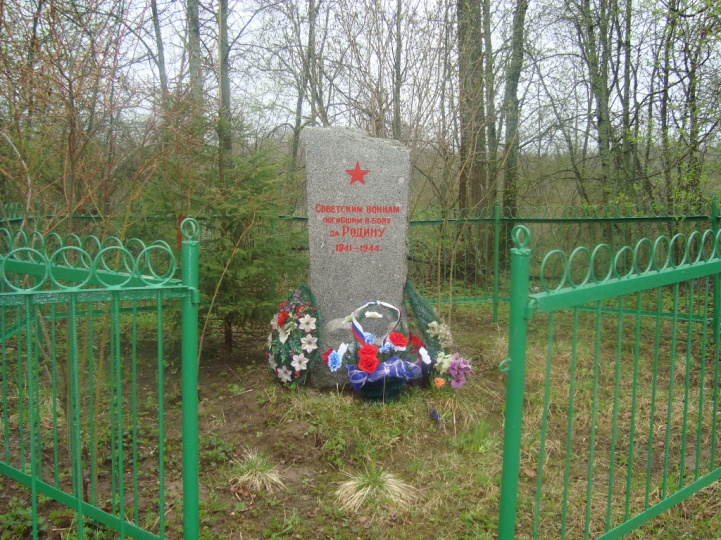 Советским воинам
погибшим в бою
за Родину
1941-1944